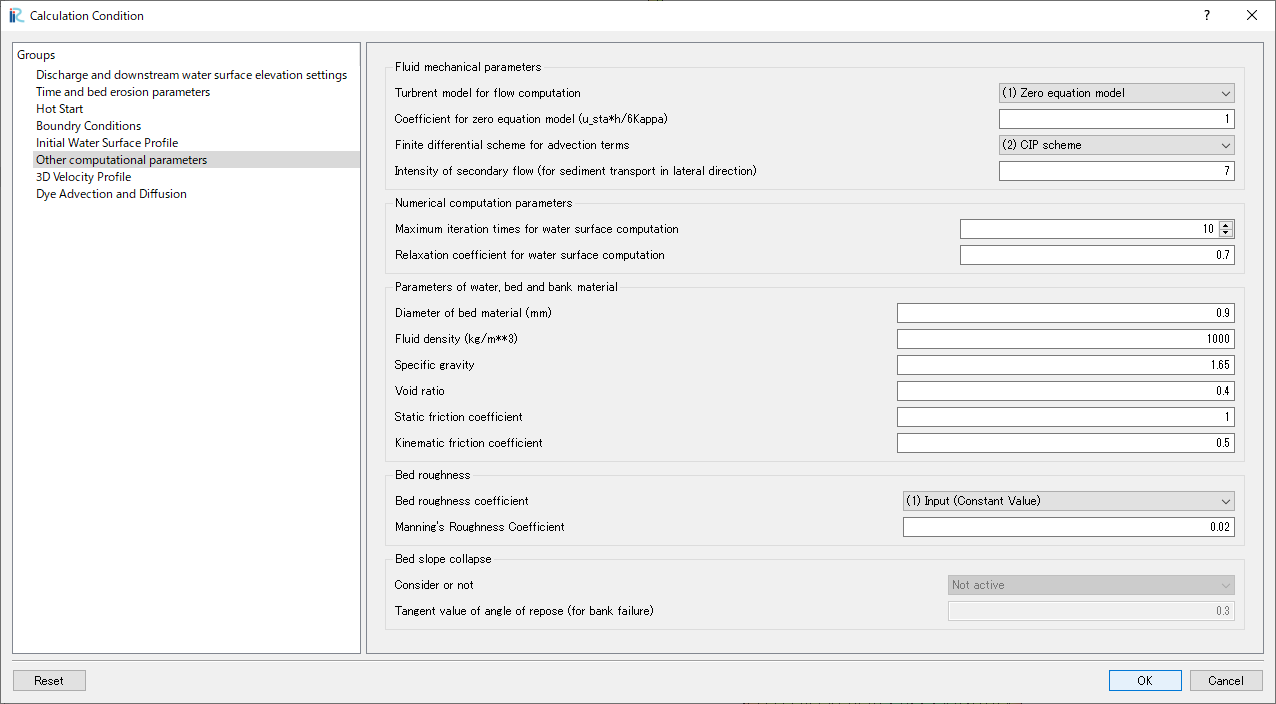 Calculation Condition
?
Groups
Discharge and downstream water surface elevation settings
Time and bed erosion parameters
Hot Start
Boundry Conditions
Initial Water Surface Profile
Other computational parameters
3D Velocity Profile
Dye Advection and Diffusion
Fluid mechanical parameters
Turbrent model for flow computation (1) Zero equation model
Coefficient for zero equation model (u_sta*h/6Kappa) 1
Finite differential scheme for advection terms (2) CIP scheme
Intensity of secondary flow (for sediment transport in lateral direction) 7
Numerical computation parameters
Maximum iteration times for water surface computation 10
Relaxation coefficient for water surface computation 0.7
Parameters of water, bed and bank material
Diameter of bed material (mm) 0.9
Fluid density (kg/m**3) 1000
Specific gravity 1.65
Void ratio 0.4
Static friction coefficient 1
Kinematic friction coefficient 0.5
Bed roughness
Bed roughness coefficient (1) Input (Constant Value)
Manning's Roughness Coefficient 0.02
Bed slope collapse
Consider or not Not active
Tangent value of angle of repose (for bank failure) 0.3
Reset OK Cancel